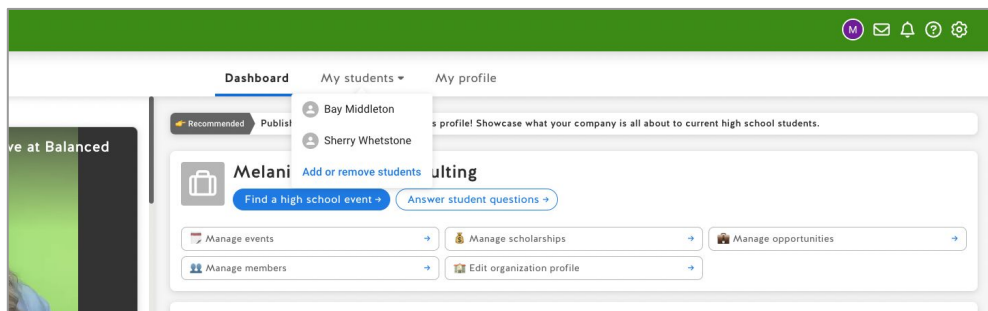 M
Dashboard My students My profile
Bay Middleton
Sherry Whetstone
Add or remove students
Recommended Publis s profile! Showcase what your company is all about to current high school students.
ve at Balanced
Melani ulting
Find a high school event → Answer student questions →
Manage events → Manage scholarships → Manage opportunities →
Manage members → Edit organization profile →